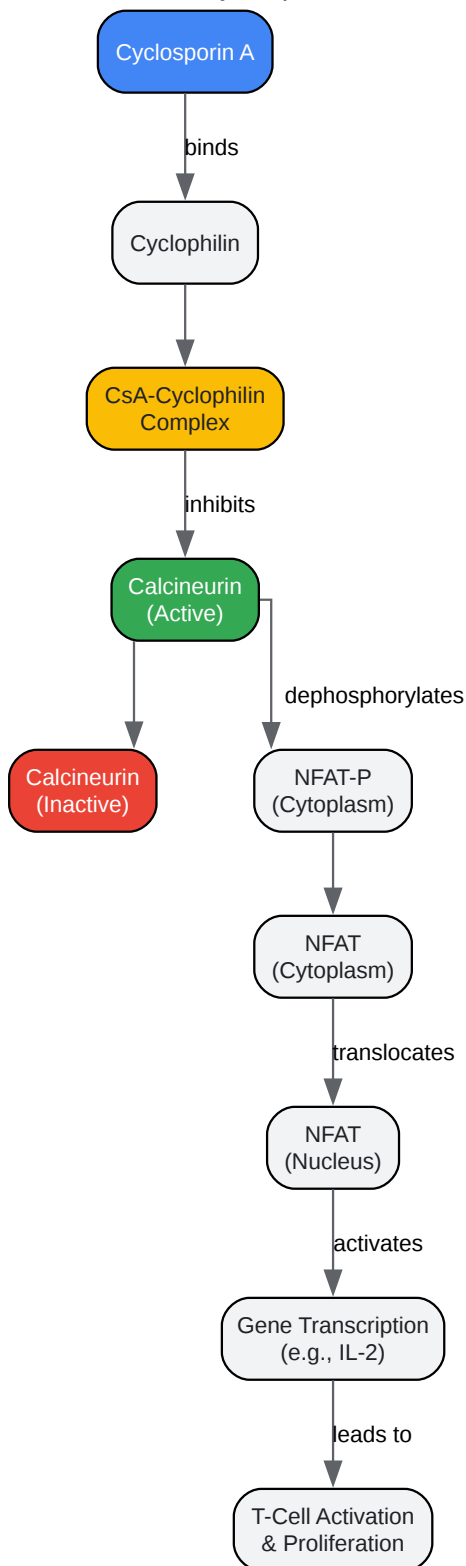 Cyclosporin A
binds
Cyclophilin
CsA-Cyclophilin
Complex
inhibits
Calcineurin
(Active)
dephosphorylates
Calcineurin
(Inactive)
NFAT-P
(Cytoplasm)
NFAT
(Cytoplasm)
translocates
NFAT
(Nucleus)
activates
Gene Transcription
(e.g., IL-2)
leads to
T-Cell Activation
& Proliferation